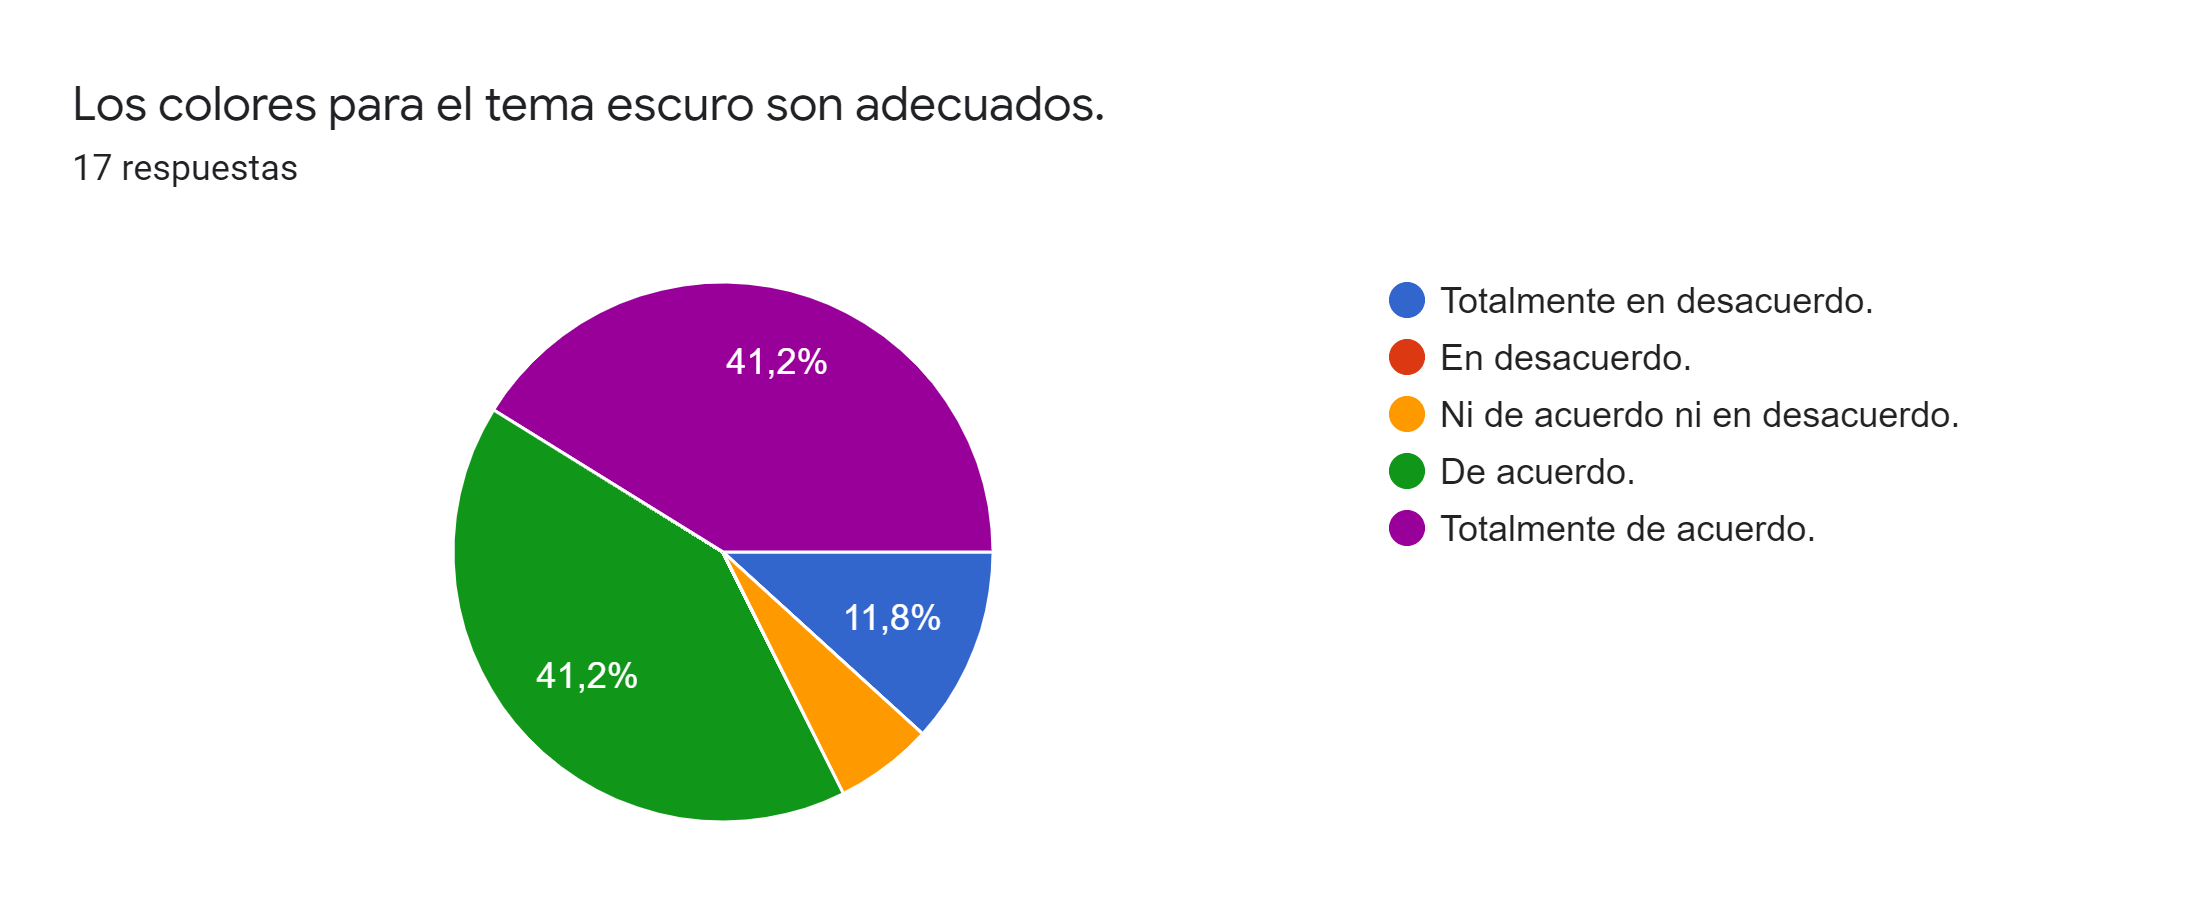 Los colores para el tema escuro son adecuados.
17 respuestas
41,2%
11,8%
41,2%
Totalmente en desacuerdo.
En desacuerdo.
Ni de acuerdo ni en desacuerdo.
De acuerdo.
Totalmente de acuerdo.